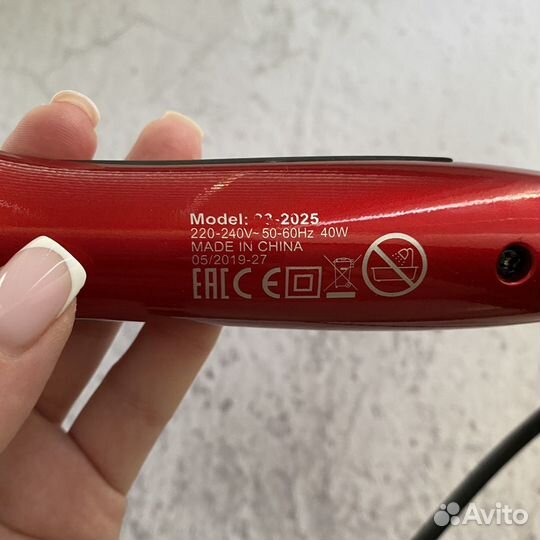 Model: -2025
220-240V~ 50-60Hz 40W
MADE IN CHINA
05/2019-27
EAC CE
Avito